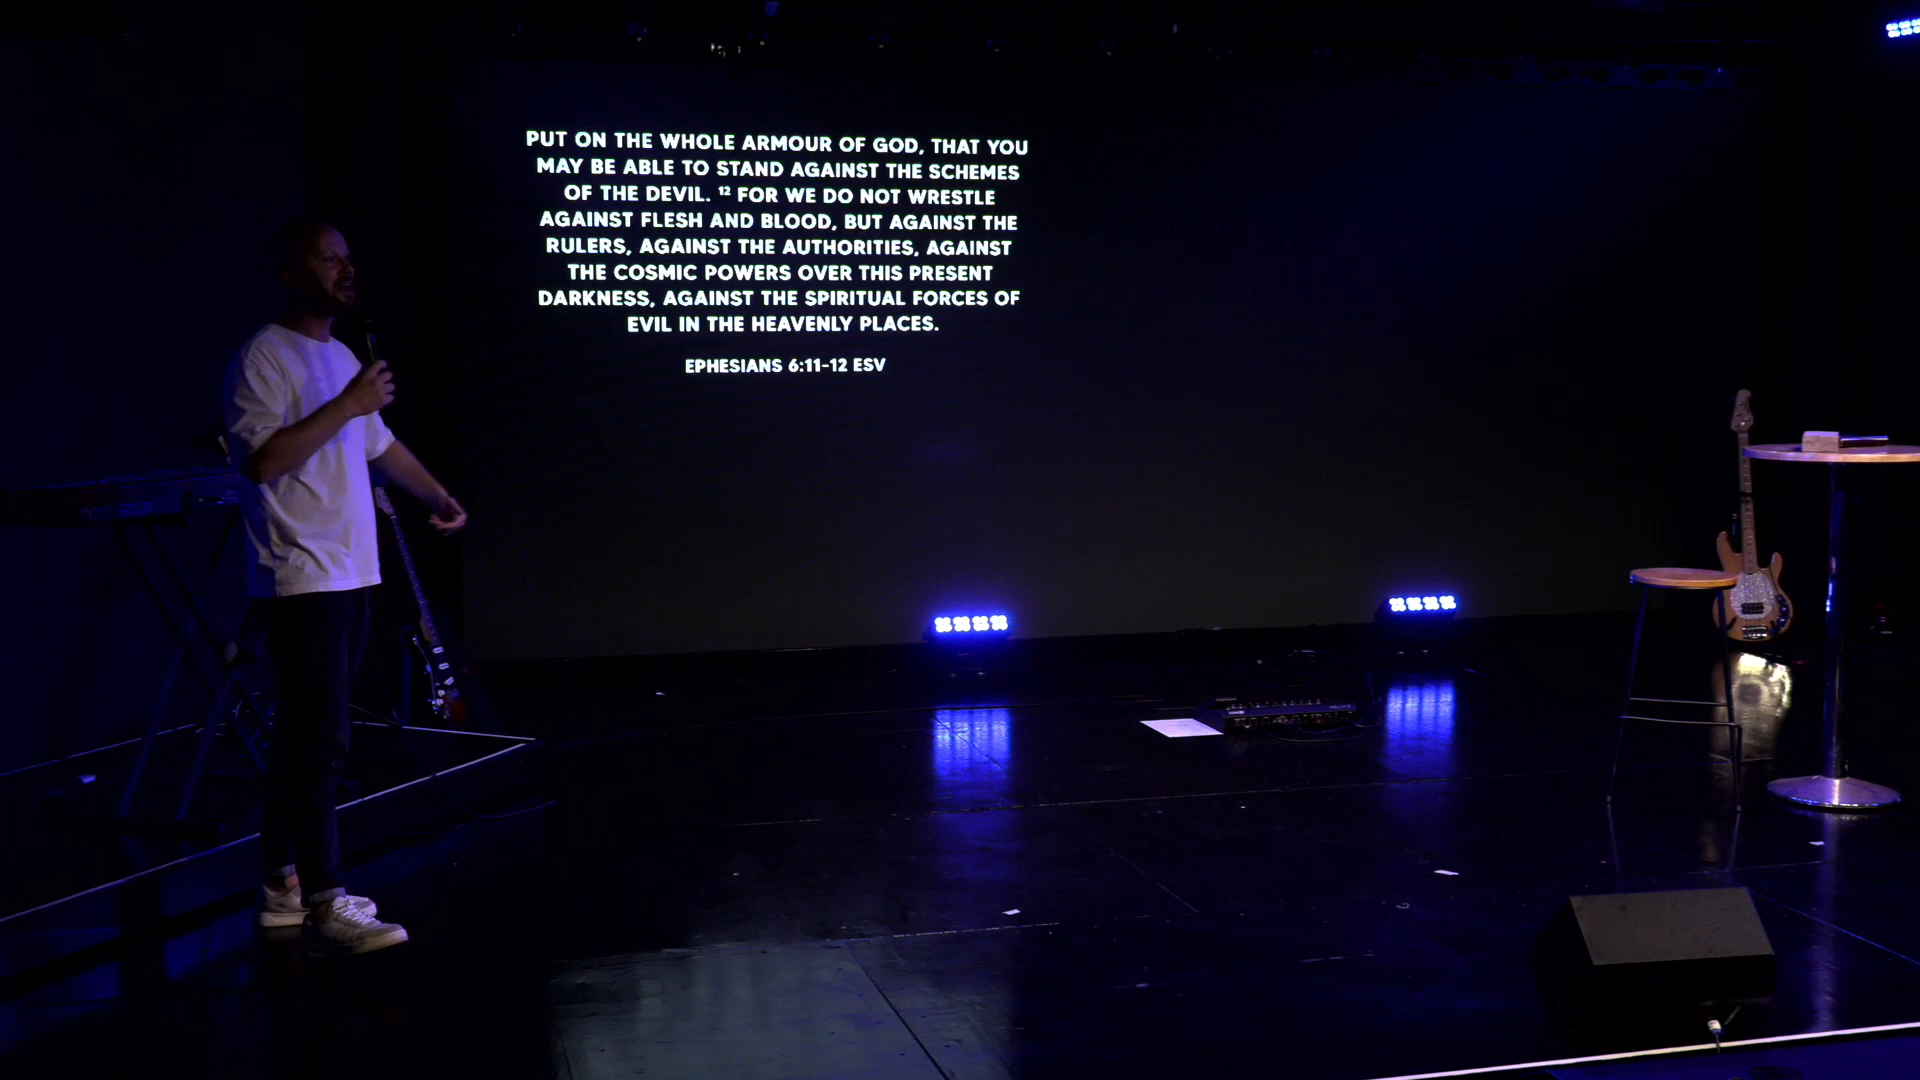 PUT ON THE WHOLE ARMOUR OF GOD, THAT YOU
MAY BE ABLE TO STAND AGAINST THE SCHEMES
OF THE DEVIL. ¹² FOR WE DO NOT WRESTLE
AGAINST FLESH AND BLOOD, BUT AGAINST THE
RULERS, AGAINST THE AUTHORITIES, AGAINST
THE COSMIC POWERS OVER THIS PRESENT
DARKNESS, AGAINST THE SPIRITUAL FORCES OF
EVIL IN THE HEAVENLY PLACES.
EPHESIANS 6:11-12 ESV